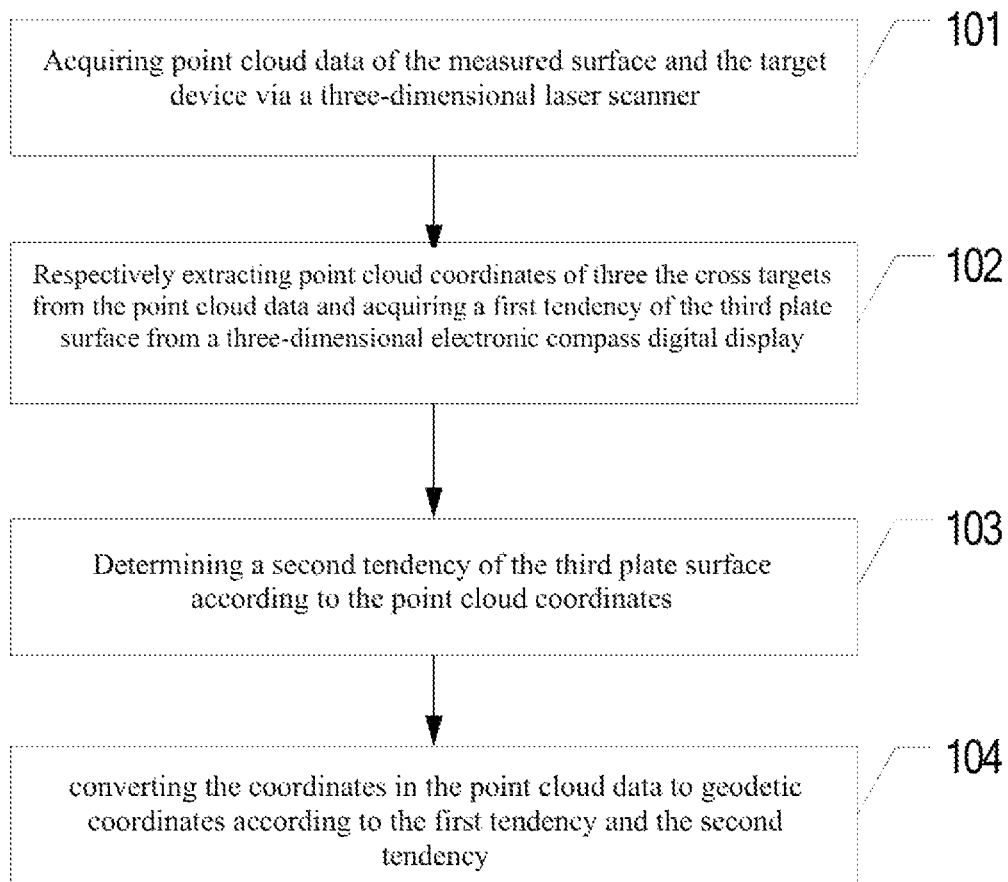 101
Acquiring point cloud data of the measured surface and the target
device via a three-dimensional laser scanner
102
Respectively extracting point cloud coordinates of three the cross targets
from the point cloud data and acquiring a first tendency of the third plate
surface from a three-dimensional electronic compass digital display
103
Determining a second tendency of the third plate surface
according to the point cloud coordinates
104
converting the coordinates in the point cloud data to geodetic
coordinates according to the first tendency and the second
tendency